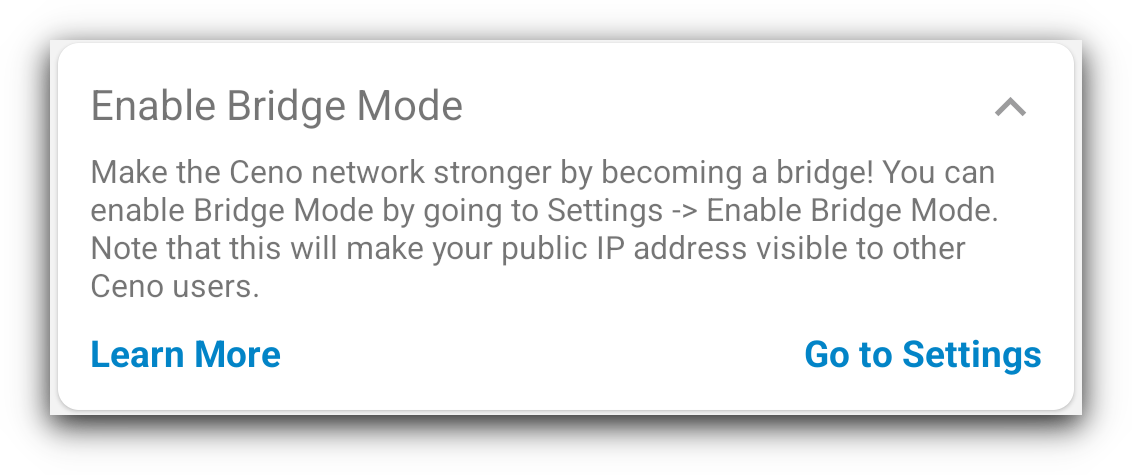 Enable Bridge Mode
Make the Ceno network stronger by becoming a bridge! You can
enable Bridge Mode by going to Settings -> Enable Bridge Mode.
Note that this will make your public IP address visible to other
Ceno users.
Learn More
Go to Settings